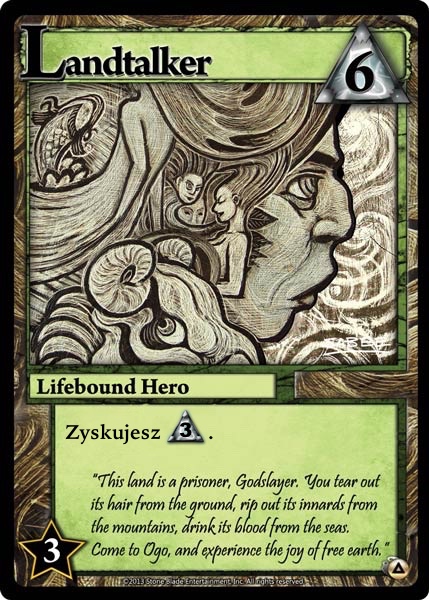 Landtalker
6
SABEE
Lifebound Hero
Zyskujesz 3 .
"This land is a prisoner, Godslayer. You tear out
its hair from the ground, rip out its innards from
the mountains, drink its blood from the seas.
Come to Ogo, and experience the joy of free earth."
3
©2013 Stone Blade Entertainment, Inc. All rights reserved.